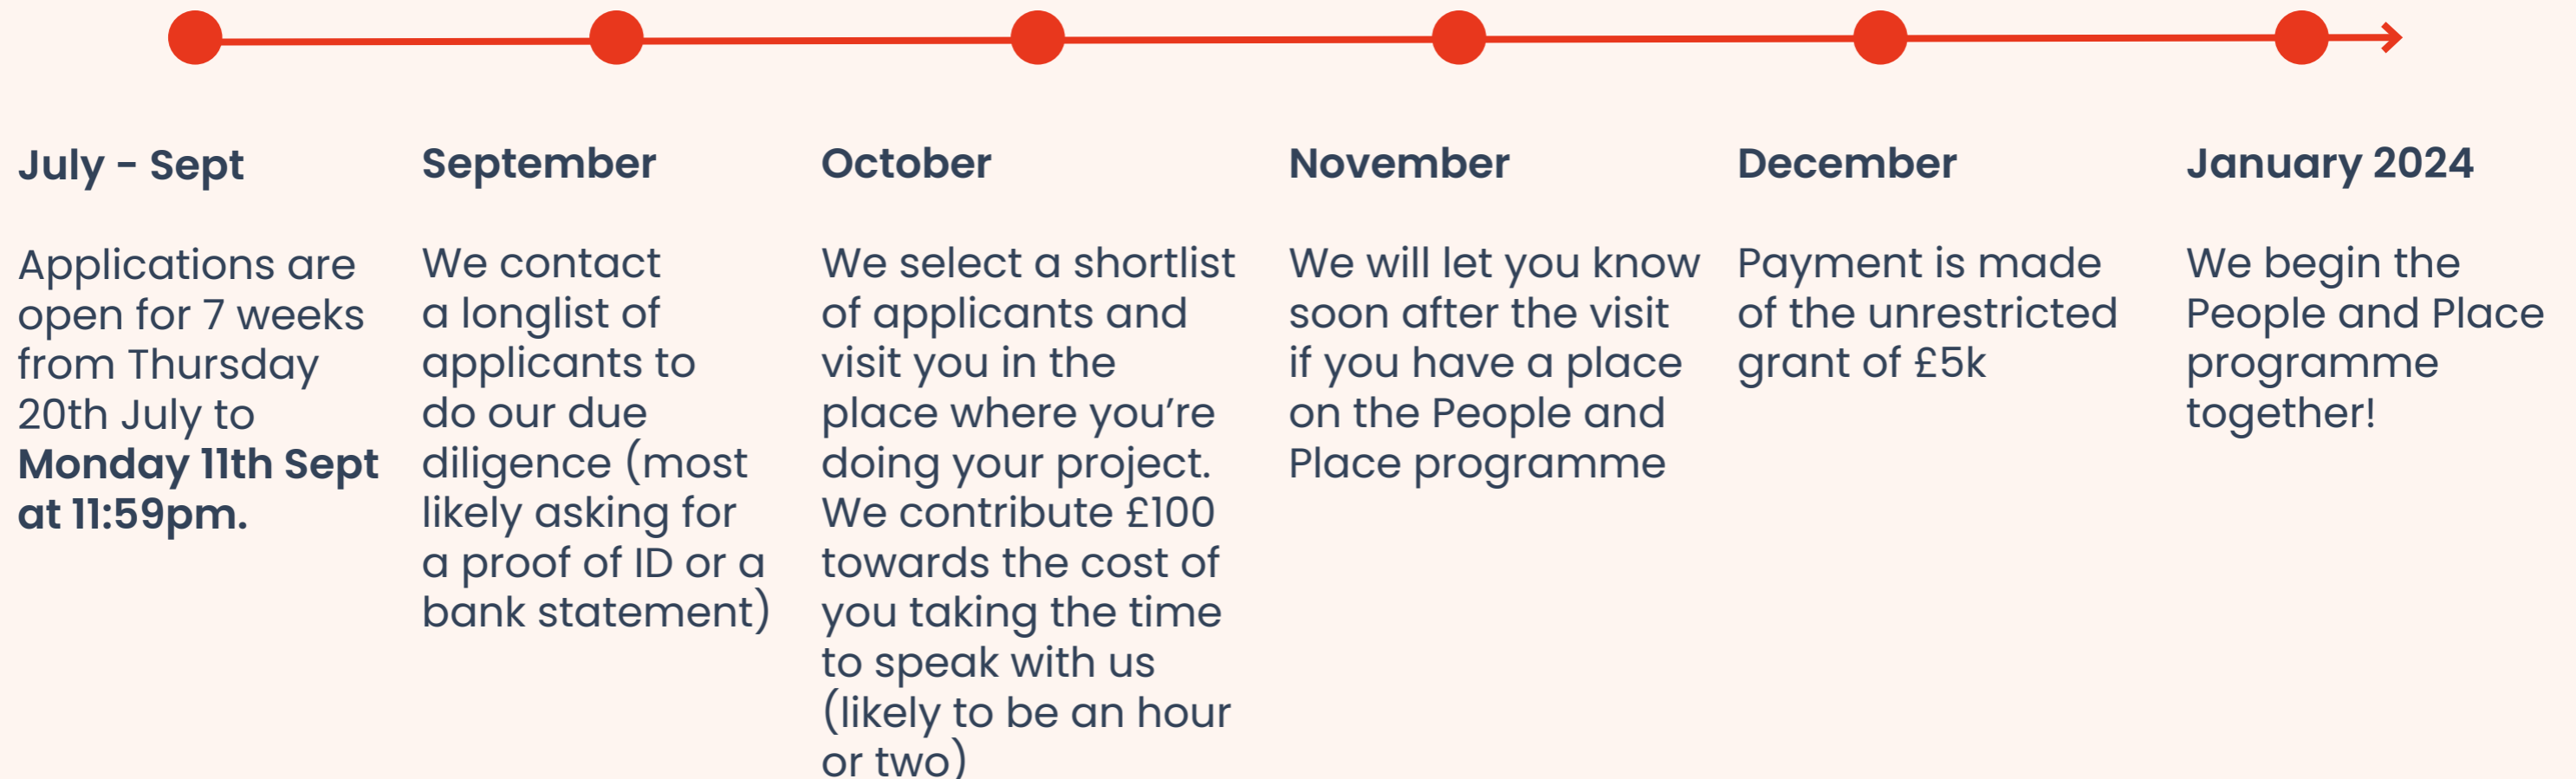 July - Sept
Applications are
open for 7 weeks
from Thursday
20th July to
Monday 11th Sept
at 11:59pm.
September
We contact
a longlist of
applicants to
do our due
diligence (most
likely asking for
a proof of ID or a
bank statement)
October
We select a shortlist
of applicants and
visit you in the
place where you’re
doing your project.
We contribute £100
towards the cost of
you taking the time
to speak with us
(likely to be an hour
or two)
November
We will let you know
soon after the visit
if you have a place
on the People and
Place programme
December
Payment is made
of the unrestricted
grant of £5k
January 2024
We begin the
People and Place
programme
together!